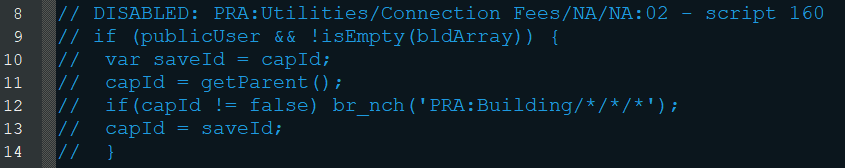 8 // DISABLED: PRA:Utilities/Connection Fees/NA/NA:02 - script 160
9 // if (publicUser && !isEmpty(bldArray)) {
10 //  var saveId = capId;
11 //  capId = getParent();
12 //  if(capId != false) br_nch('PRA:Building/*/*/*');
13 //  capId = saveId;
14 //  }